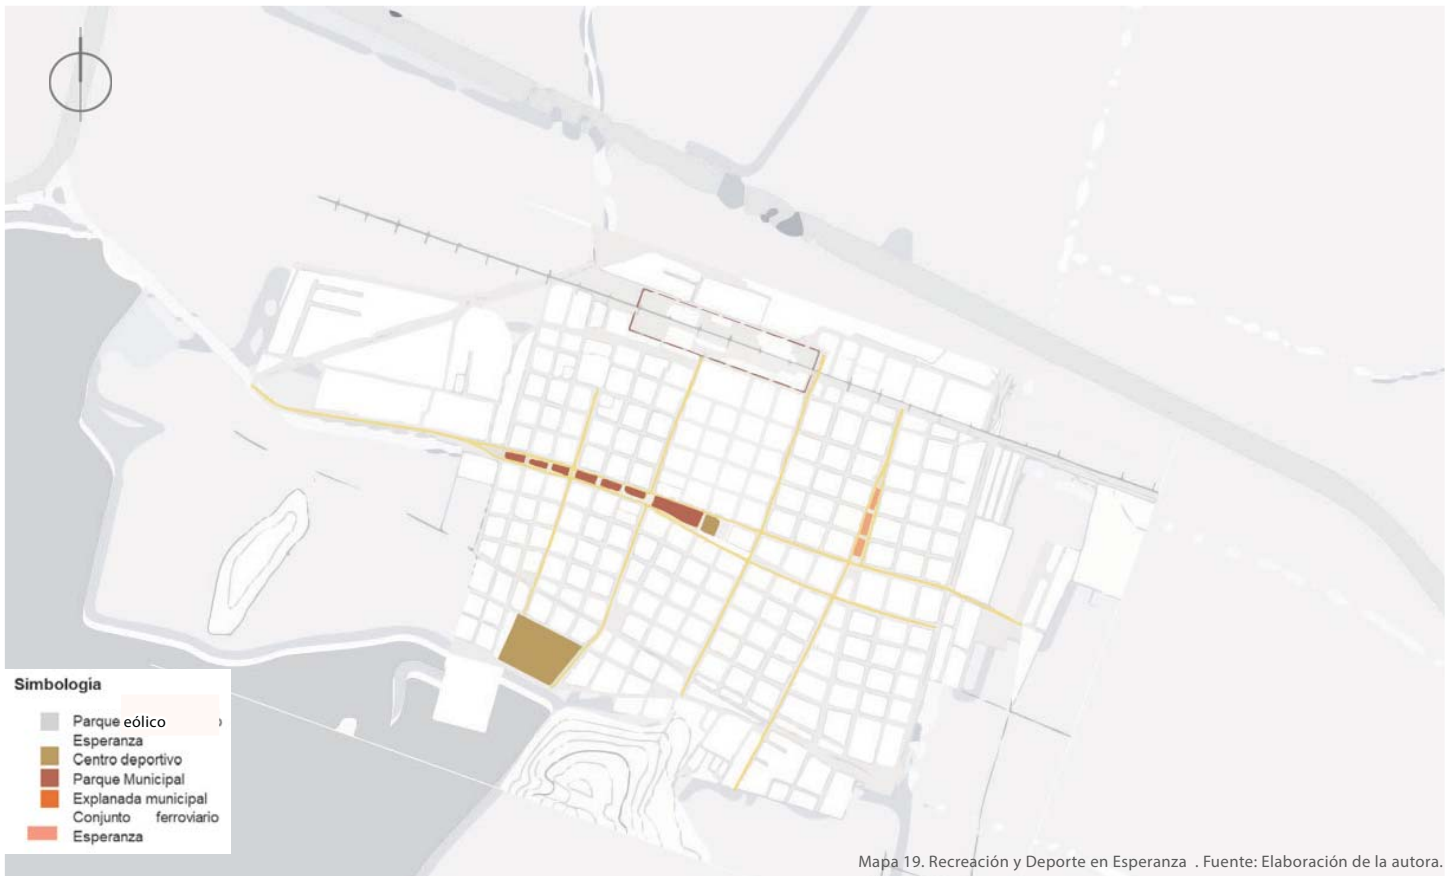 Simbología
Parque eólico o
Esperanza
Centro deportivo
Parque Municipal
Explanada municipal
Conjunto ferroviario
Esperanza
Mapa 19. Recreación y Deporte en Esperanza . Fuente: Elaboración de la autora.